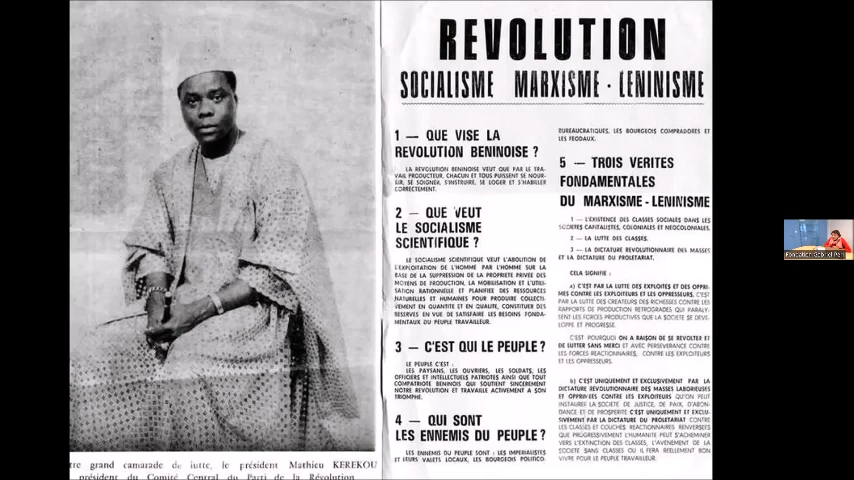 REVOLUTION
SOCIALISME MARXISME - LENINISME
1 — QUE VISE LA
REVOLUTION BENINOISE ?
LA REVOLUTION BENINOISE VEUT QUE PAR LE TRA-
VAIL PRODUCTEUR, CHACUN ET TOUS PUISSENT SE NOUR-
RIR, SE SOIGNER, S'INSTRUIRE, SE LOGER ET S'HABILLER
CORRECTEMENT.
2 — QUE VEUT
LE SOCIALISME
SCIENTIFIQUE ?
LE SOCIALISME SCIENTIFIQUE VEUT L'ABOLITION DE
L'EXPLOITATION DE L'HOMME PAR L'HOMME SUR LA
BASE DE LA SUPPRESSION DE LA PROPRIETE PRIVEE DES
MOYENS DE PRODUCTION, LA MOBILISATION ET L'UTILI-
SATION RATIONNELLE ET PLANIFIEE DES RESSOURCES
NATURELLES ET HUMAINES POUR PRODUIRE COLLECTI-
VEMENT EN QUANTITE ET EN QUALITE, CONSTITUER DES
RESERVES EN VUE DE SATISFAIRE LES BESOINS FONDA-
MENTAUX DU PEUPLE TRAVAILLEUR.
3 — C'EST QUI LE PEUPLE ?
LE PEUPLE C'EST :
LES PAYSANS, LES OUVRIERS, LES SOLDATS, LES
OFFICIERS ET INTELLECTUELS PATRIOTES AINSI QUE TOUT
COMPATRIOTE BENINOIS QUI SOUTIENT SINCEREMENT
NOTRE REVOLUTION ET TRAVAILLE ACTIVEMENT A SON
TRIOMPHE.
4 — QUI SONT
LES ENNEMIS DU PEUPLE ?
LES ENNEMIS DU PEUPLE SONT : LES IMPERIALISTES
ET LEURS VALETS LOCAUX, LES BOURGEOIS POLITICO-
BUREAUCRATIQUES, LES BOURGEOIS COMPRADORES ET
LES FEODAUX.
5 — TROIS VERITES
FONDAMENTALES
DU MARXISME - LENINISME
1 — L'EXISTENCE DES CLASSES SOCIALES DANS LES
SOCIETES CAPITALISTES, COLONIALES ET NEOCOLONIALES.
2 — LA LUTTE DES CLASSES.
3 — LA DICTATURE REVOLUTIONNAIRE DES MASSES
ET LA DICTATURE DU PROLETARIAT.
CELA SIGNIFIE :
a) C'EST PAR LA LUTTE DES EXPLOITES ET DES OPPRI-
MES CONTRE LES EXPLOITEURS ET LES OPPRESSEURS, C'EST
PAR LA LUTTE DES CREATEURS DES RICHESSES CONTRE LES
RAPPORTS DE PRODUCTION RETROGRADES QUI PARALY-
SENT LES FORCES PRODUCTIVES QUE LA SOCIETE SE DEVE-
LOPPE ET PROGRESSE.
C'EST POURQUOI ON A RAISON DE SE REVOLTER ET
DE LUTTER SANS MERCI ET AVEC PERSEVERANCE CONTRE
LES FORCES REACTIONNAIRES, CONTRE LES EXPLOITEURS
ET LES OPPRESSEURS.
b) C'EST UNIQUEMENT ET EXCLUSIVEMENT PAR LA
DICTATURE REVOLUTIONNAIRE DES MASSES LABORIEUSES
ET OPPRIMEES CONTRE LES EXPLOITEURS QU'ON PEUT
INSTAURER LA SOCIETE DE JUSTICE, DE PAIX, D'ABON-
DANCE ET DE PROSPERITE C'EST UNIQUEMENT ET EXCLU-
SIVEMENT PAR LA DICTATURE DU PROLETARIAT CONTRE
LES CLASSES ET COUCHES REACTIONNAIRES RENVERSEES
QUE PROGRESSIVEMENT L'HUMANITE PEUT S'ACHEMINER
VERS L'EXTINCTION DES CLASSES, L'AVENEMENT DE LA
SOCIETE SANS CLASSES OU IL FERA REELLEMENT BON
VIVRE POUR LE PEUPLE TRAVAILLEUR.
tre grand camarade de lutte, le président Mathieu KEREKOU
président du Comité Central du Parti de la Révolution
Fondation Gabriel Péri